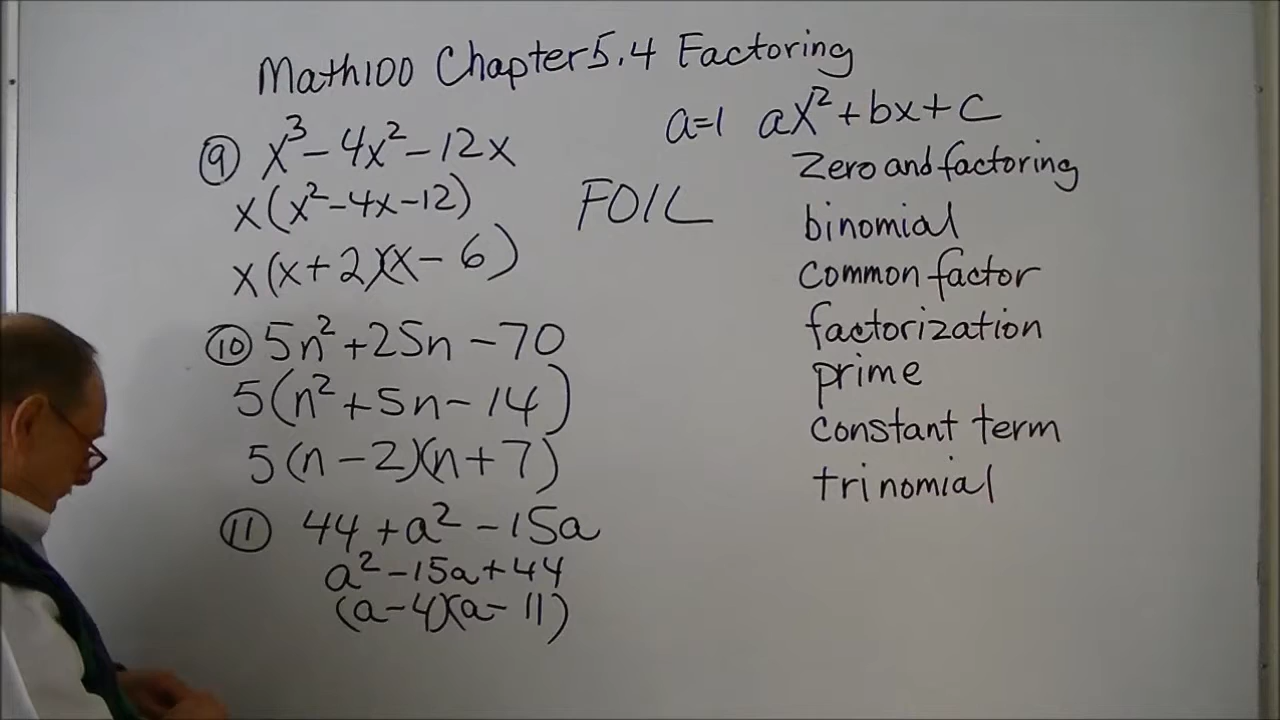 Math100 Chapter 5.4 Factoring
a=1 ax²+bx+c
⑨ x³-4x²-12x
x(x²-4x-12)
x(x+2)(x-6)
FOIL
⑩ 5n²+25n-70
5(n²+5n-14)
5(n-2)(n+7)
⑪ 44+a²-15a
a²-15a+44
(a-4)(a-11)
Zero and factoring
binomial
Common factor
factorization
prime
constant term
trinomial